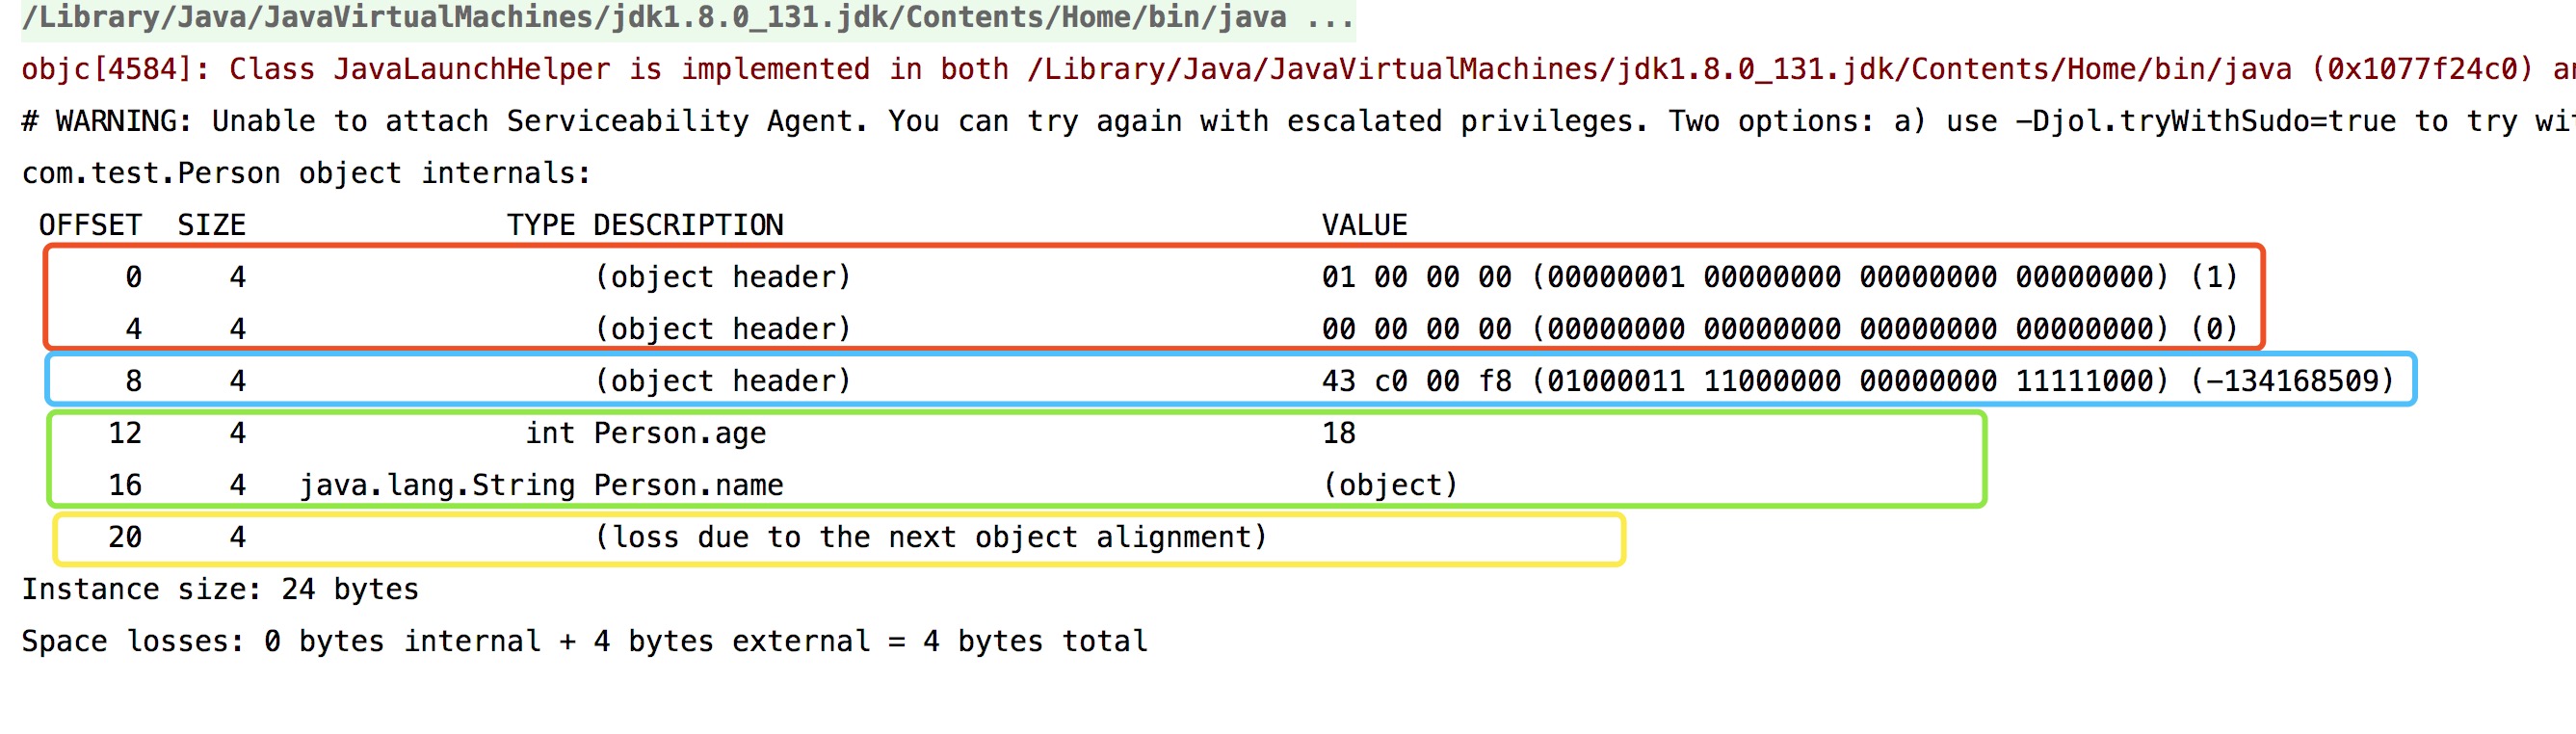 /Library/Java/JavaVirtualMachines/jdk1.8.0_131.jdk/Contents/Home/bin/java ...
objc[4584]: Class JavaLaunchHelper is implemented in both /Library/Java/JavaVirtualMachines/jdk1.8.0_131.jdk/Contents/Home/bin/java (0x1077f24c0)
# WARNING: Unable to attach Serviceability Agent. You can try again with escalated privileges. Two options: a) use -Djol.tryWithSudo=true to try
com.test.Person object internals:
OFFSET SIZE TYPE DESCRIPTION VALUE
0 4 (object header) 01 00 00 00 (00000001 00000000 00000000 00000000) (1)
4 4 (object header) 00 00 00 00 (00000000 00000000 00000000 00000000) (0)
8 4 (object header) 43 c0 00 f8 (01000011 11000000 00000000 11111000) (-134168509)
12 4 int Person.age 18
16 4 java.lang.String Person.name (object)
20 4 (loss due to the next object alignment)
Instance size: 24 bytes
Space losses: 0 bytes internal + 4 bytes external = 4 bytes total